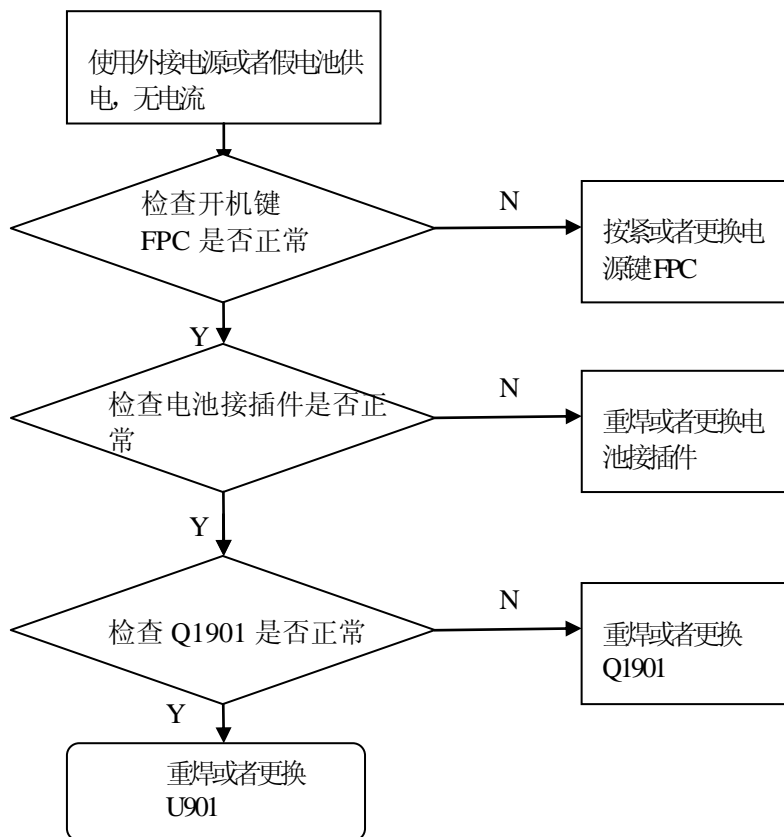 使用外接电源或者假电池供
电，无电流
检查开机键
FPC 是否正常
N
按紧或者更换电
源键FPC
Y
检查电池接插件是否正
常
N
重焊或者更换电
池接插件
Y
检查 Q1901 是否正常
N
重焊或者更换
Q1901
Y
重焊或者更换
U901